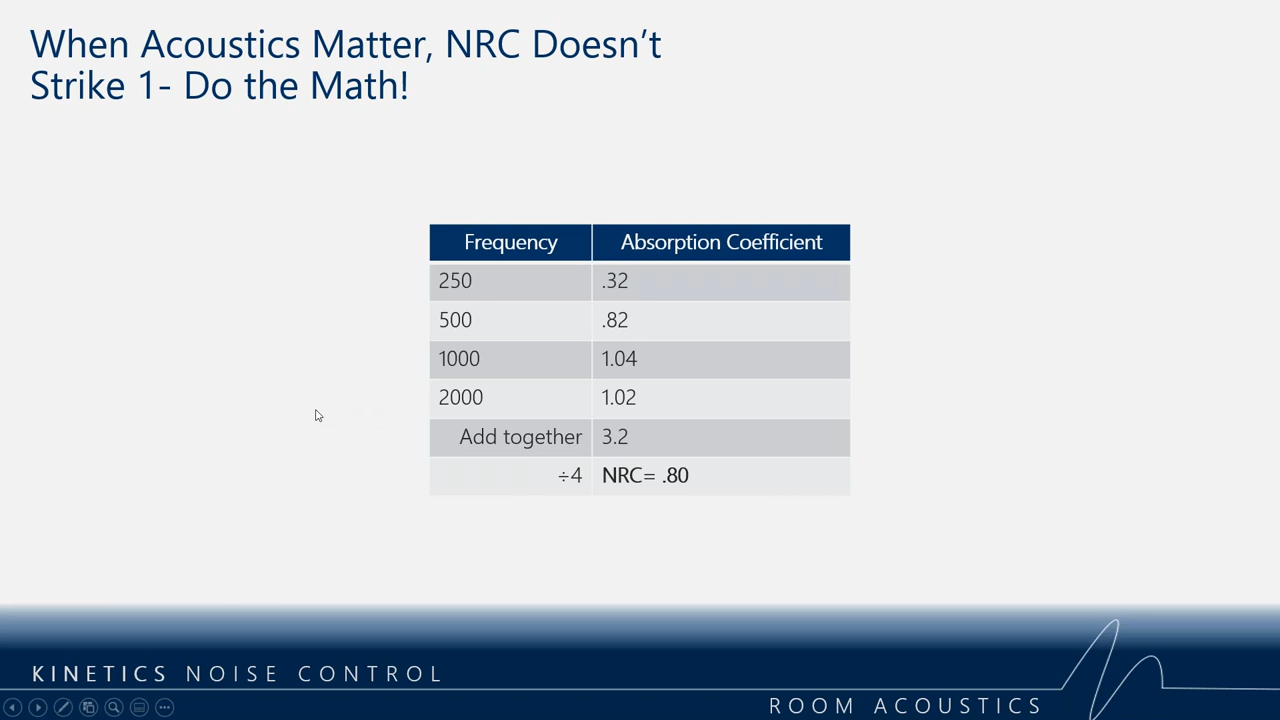 When Acoustics Matter, NRC Doesn’t
Strike 1- Do the Math!
Frequency Absorption Coefficient
250 .32
500 .82
1000 1.04
2000 1.02
Add together 3.2
÷4 NRC= .80
KINETICS NOISE CONTROL
ROOM ACOUSTICS